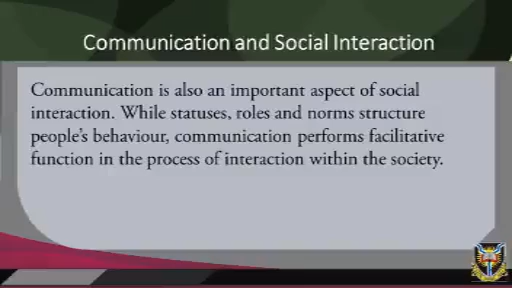 Communication and Social Interaction
Communication is also an important aspect of social
interaction. While statuses, roles and norms structure
people's behaviour, communication performs facilitative
function in the process of interaction within the society.